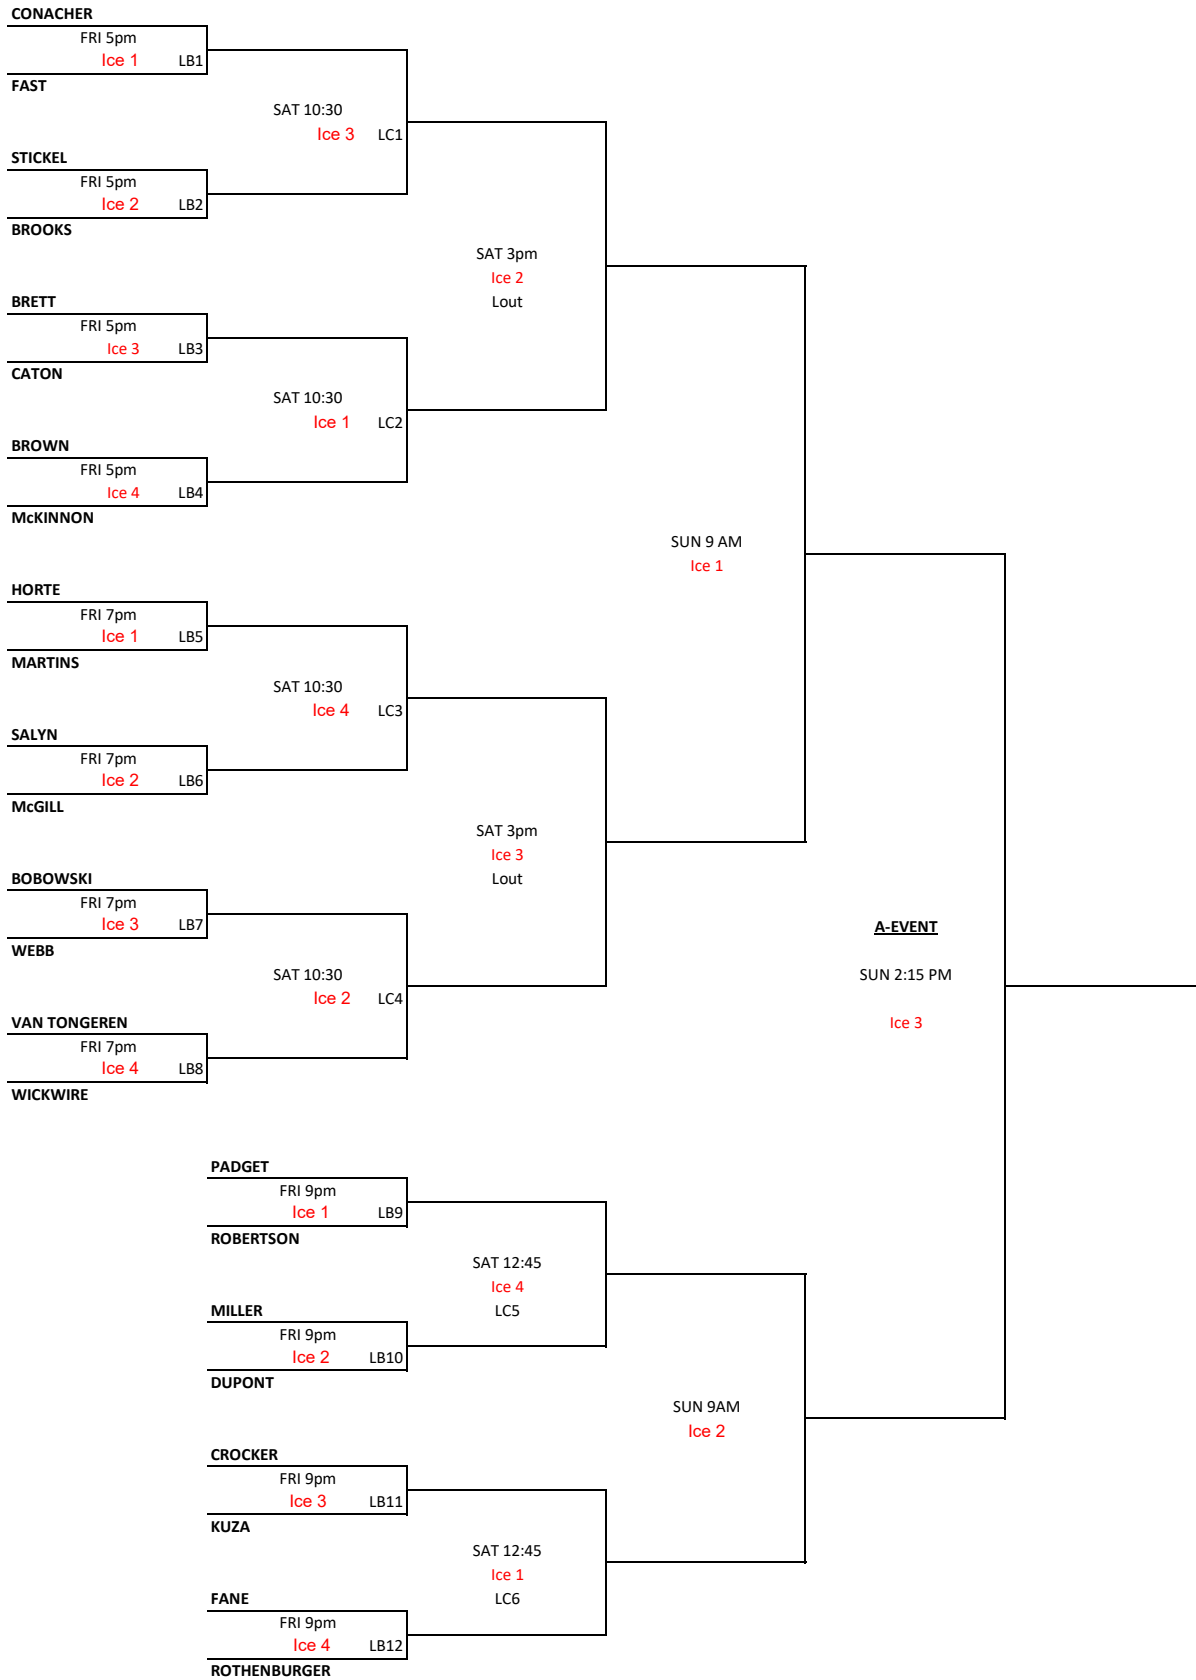 CONACHER
FRI 5pm
Ice 1 LB1
FAST
SAT 10:30
Ice 3 LC1
STICKEL
FRI 5pm
Ice 2 LB2
BROOKS
SAT 3pm
Ice 2
Lout
BRETT
FRI 5pm
Ice 3 LB3
CATON
SAT 10:30
Ice 1 LC2
BROWN
FRI 5pm
Ice 4 LB4
McKINNON
SUN 9 AM
Ice 1
HORTE
FRI 7pm
Ice 1 LB5
MARTINS
SAT 10:30
Ice 4 LC3
SALYN
FRI 7pm
Ice 2 LB6
McGILL
SAT 3pm
Ice 3
Lout
BOBOWSKI
FRI 7pm
Ice 3 LB7
WEBB
A-EVENT
SAT 10:30
SUN 2:15 PM
Ice 2 LC4
VAN TONGEREN
Ice 3
FRI 7pm
Ice 4 LB8
WICKWIRE
PADGET
FRI 9pm
Ice 1 LB9
ROBERTSON
SAT 12:45
Ice 4
LC5
MILLER
FRI 9pm
Ice 2 LB10
DUPONT
SUN 9AM
Ice 2
CROCKER
FRI 9pm
Ice 3 LB11
KUZA
SAT 12:45
Ice 1
LC6
FANE
FRI 9pm
Ice 4 LB12
ROTHENBURGER